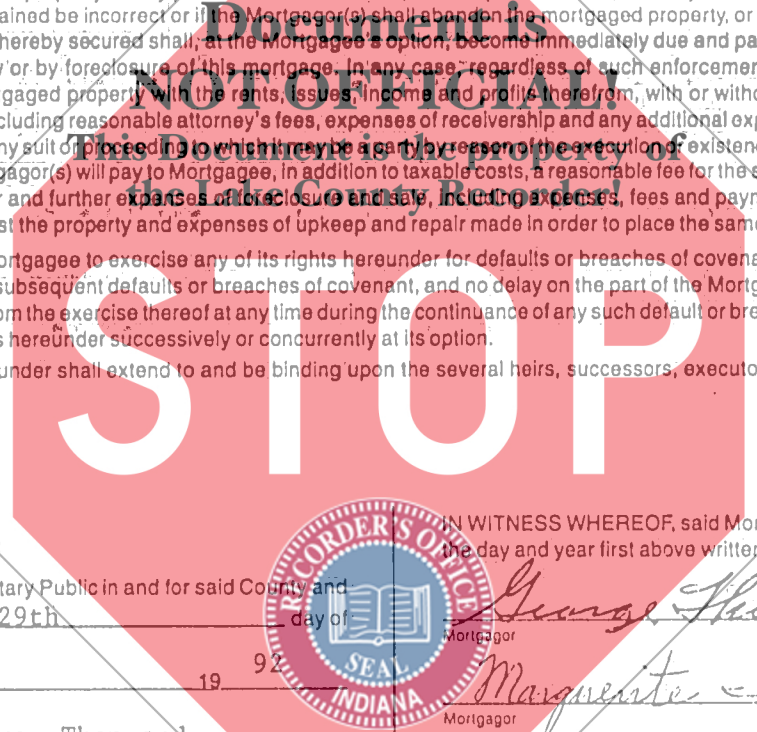 ained be incorrect or if the Mortgagor(s) shall abandon the mortgaged property, or
Document is
hereby secured shall, at the Mortgagee's option, become immediately due and pa
y or by foreclosure of this mortgage. In any case, regardless of such enforcemen
NOT OFFICIAL!
gaged property with the rents, issues, income and profits therefrom, with or witho
cluding reasonable attorney's fees, expenses of receivership and any additional exp
This Document is the property of
ny suit or proceeding to which it may be a party by reason of the execution of existenc
gagor(s) will pay to Mortgagee, in addition to taxable costs, a reasonable fee for the s
the Lake County Recorder!
r and further expenses of foreclosure and sale, including expenses, fees and paym
st the property and expenses of upkeep and repair made in order to place the same
ortgagee to exercise any of its rights hereunder for defaults or breaches of covena
subsequent defaults or breaches of covenant, and no delay on the part of the Mortg
om the exercise thereof at any time during the continuance of any such default or bre
s hereunder successively or concurrently at its option.
under shall extend to and be binding upon the several heirs, successors, executo
STOP
IN WITNESS WHEREOF, said Mor
the day and year first above written
RECORDER'S OFFICE
SEAL
INDIANA
tary Public in and for said County and
29th day of
George
Mortgagor
19 92
Marguerite
Mortgagor